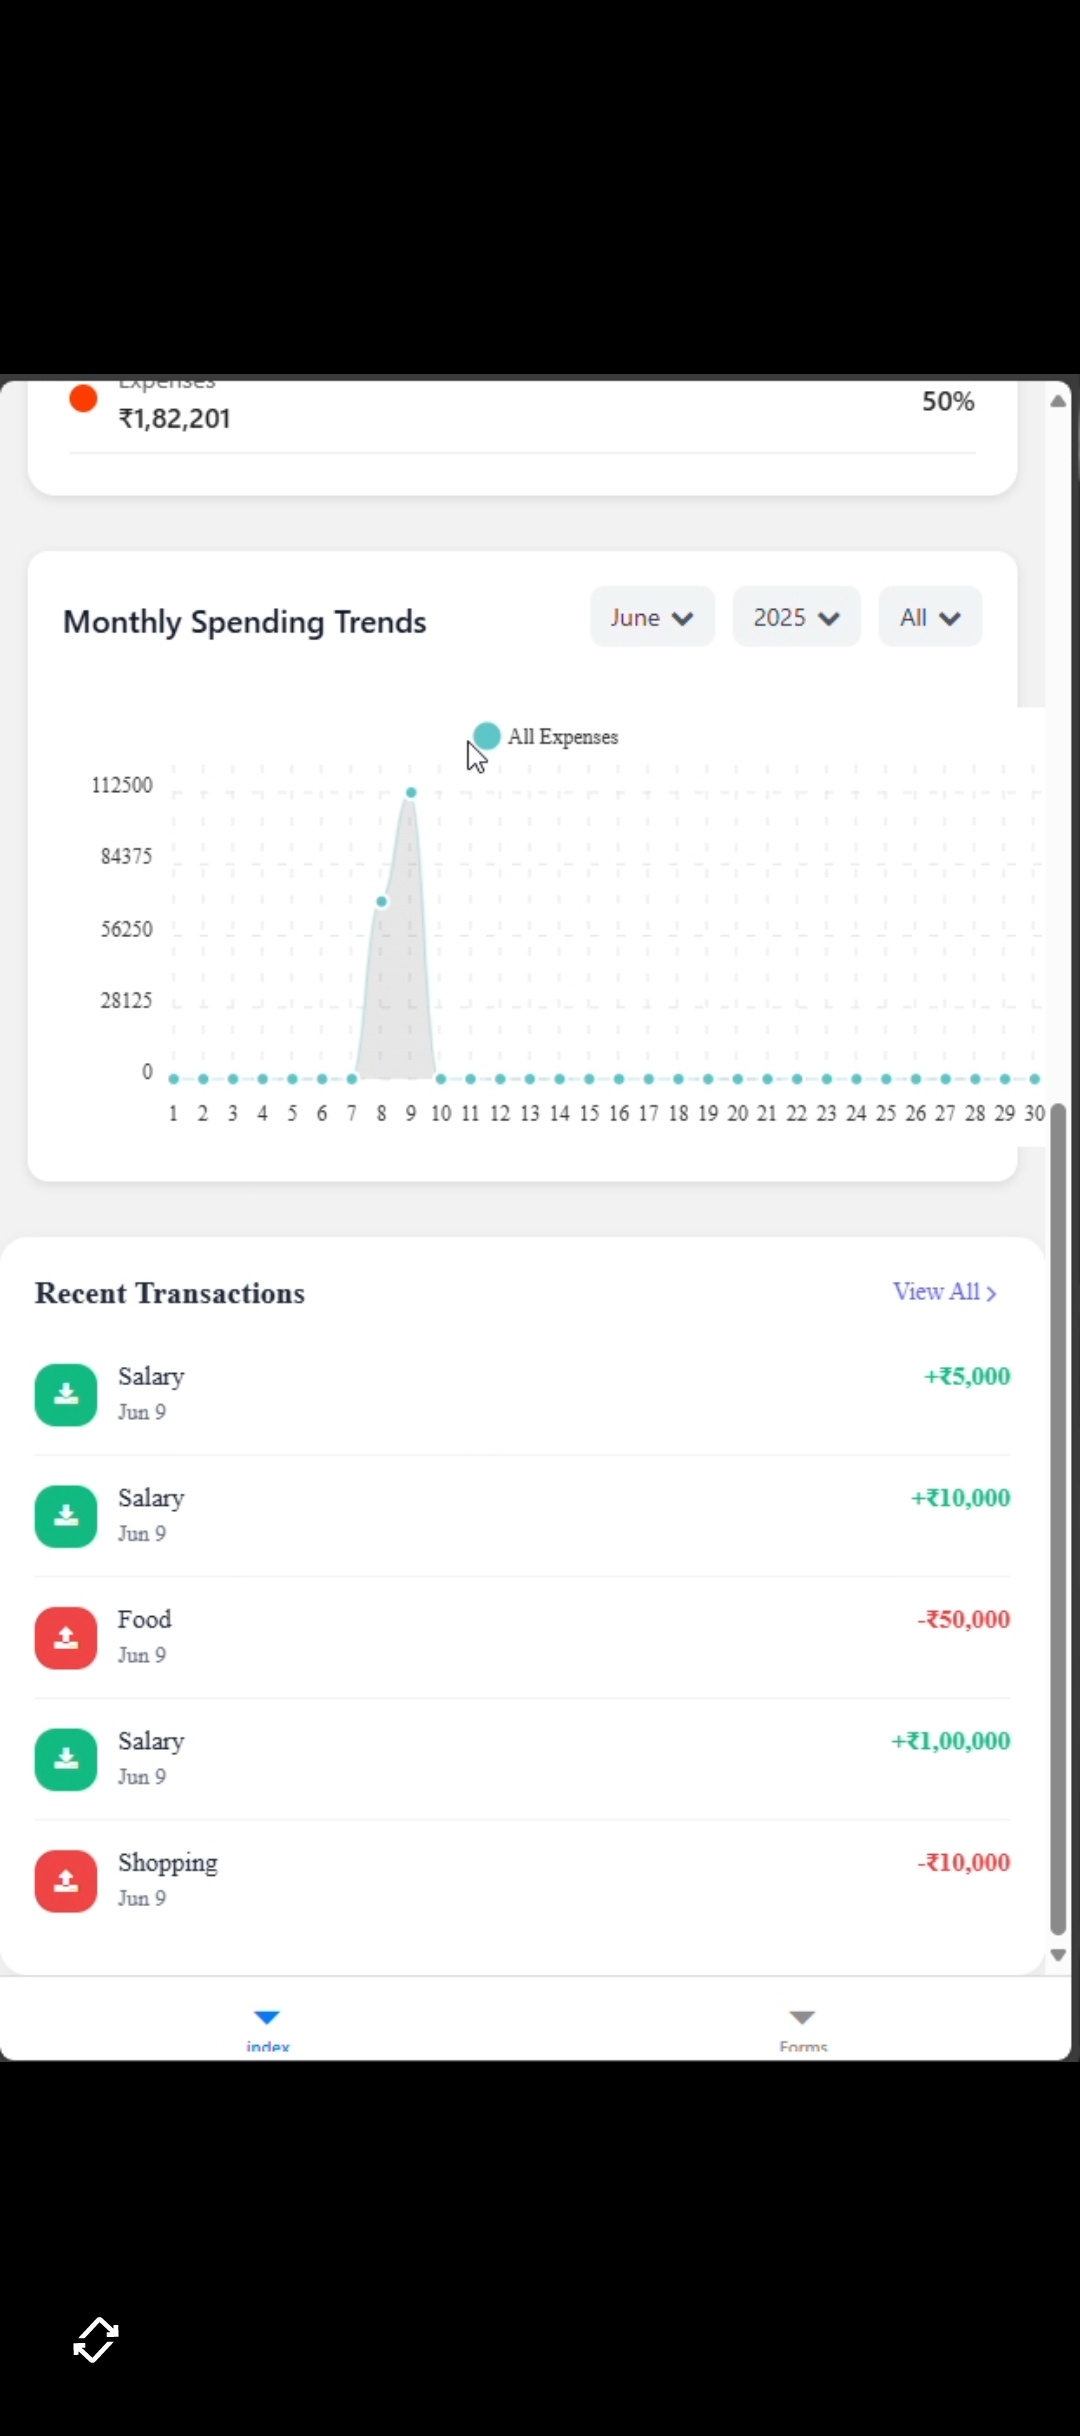 Expenses
₹1,82,201
50%
Monthly Spending Trends
June
2025
All
All Expenses
112500
84375
56250
28125
0
1 2 3 4 5 6 7 8 9 10 11 12 13 14 15 16 17 18 19 20 21 22 23 24 25 26 27 28 29 30
Recent Transactions
View All >
Salary
+₹5,000
Jun 9
Salary
+₹10,000
Jun 9
Food
-₹50,000
Jun 9
Salary
+₹1,00,000
Jun 9
Shopping
-₹10,000
Jun 9
index
Forms